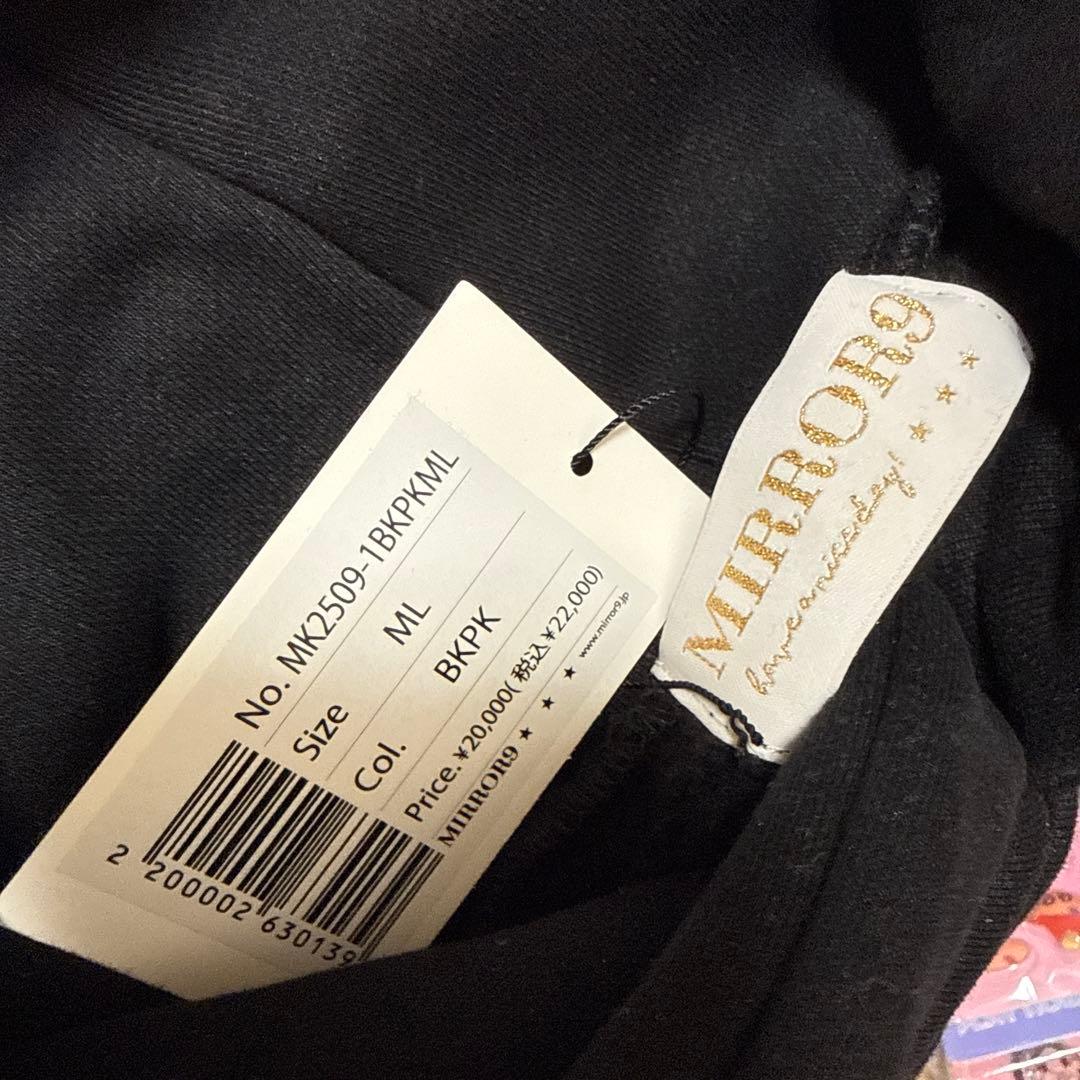 No. MK2509-1BKPKML
Size ML
Col. BKPK
Price. ¥20,000(税込¥22,000)
MIRROR9 ★ ★ ★ www.mirror9.jp
2 200002 630139
MIRROR9
have a nice day!